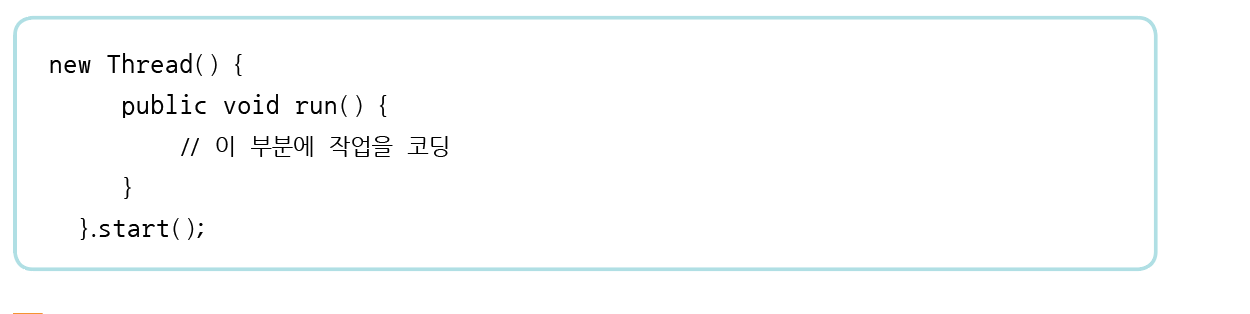 new Thread() {
public void run() {
// 이 부분에 작업을 코딩
}
}.start();